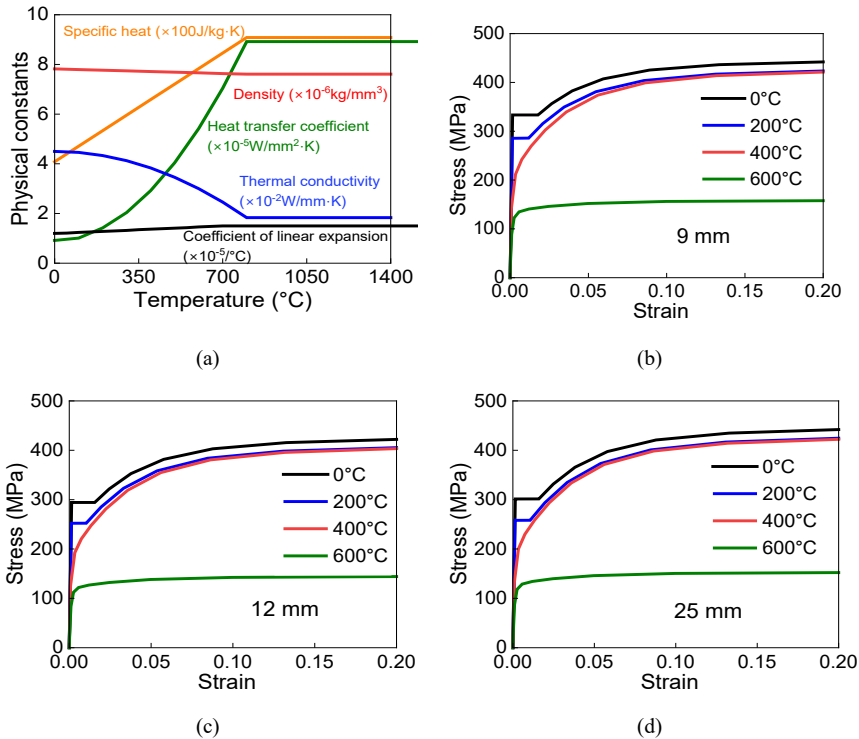 10
8
6
4
2
0
Physical constants
Specific heat (×100J/kg·K)
Density (×10-6kg/mm3)
Heat transfer coefficient
(×10-5W/mm2·K)
Thermal conductivity
(×10-2W/mm·K)
Coefficient of linear expansion
(×10-5/°C)
0 350 700 1050 1400
Temperature (°C)
(a)
500
400
300
200
100
0
Stress (MPa)
0°C
200°C
400°C
600°C
9 mm
0.00 0.05 0.10 0.15 0.20
Strain
(b)
500
400
300
200
100
0
Stress (MPa)
0°C
200°C
400°C
600°C
12 mm
0.00 0.05 0.10 0.15 0.20
Strain
(c)
500
400
300
200
100
0
Stress (MPa)
0°C
200°C
400°C
600°C
25 mm
0.00 0.05 0.10 0.15 0.20
Strain
(d)